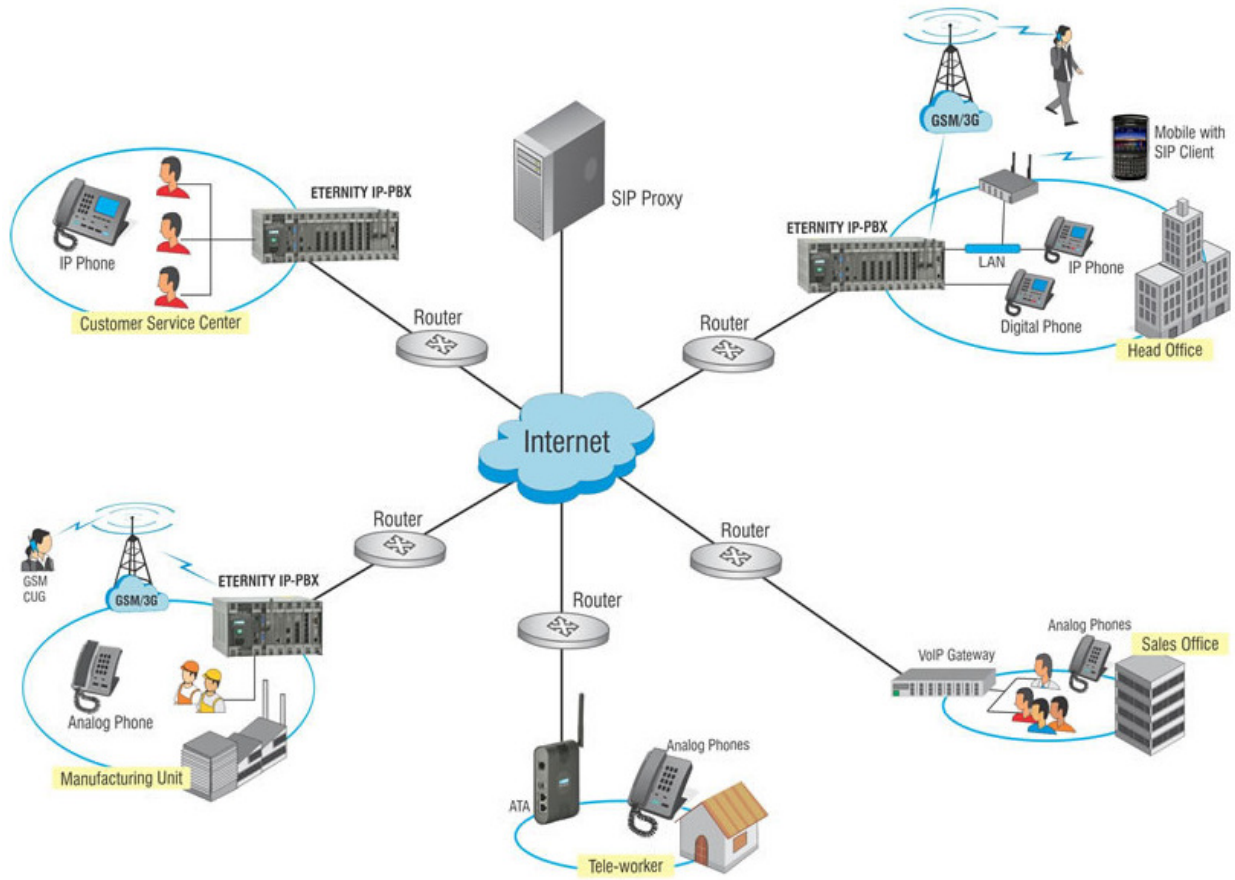 GSM/3G
Mobile with
SIP Client
ETERNITY IP-PBX
IP Phone
Customer Service Center
SIP Proxy
ETERNITY IP-PBX
LAN
IP Phone
Digital Phone
Head Office
Router
Router
Internet
Router
Router
GSM
CUG
GSM/3G
ETERNITY IP-PBX
Analog Phone
Manufacturing Unit
Router
ATA
Analog Phones
Tele-worker
VoIP Gateway
Analog Phones
Sales Office